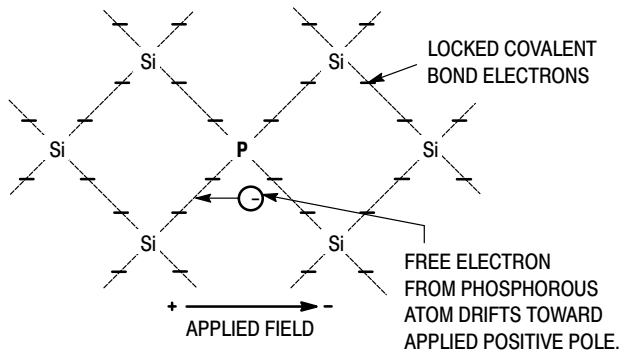 Si
Si
LOCKED COVALENT
BOND ELECTRONS
Si
P
Si
-
Si
Si
FREE ELECTRON
FROM PHOSPHOROUS
ATOM DRIFTS TOWARD
APPLIED POSITIVE POLE.
+ -
APPLIED FIELD